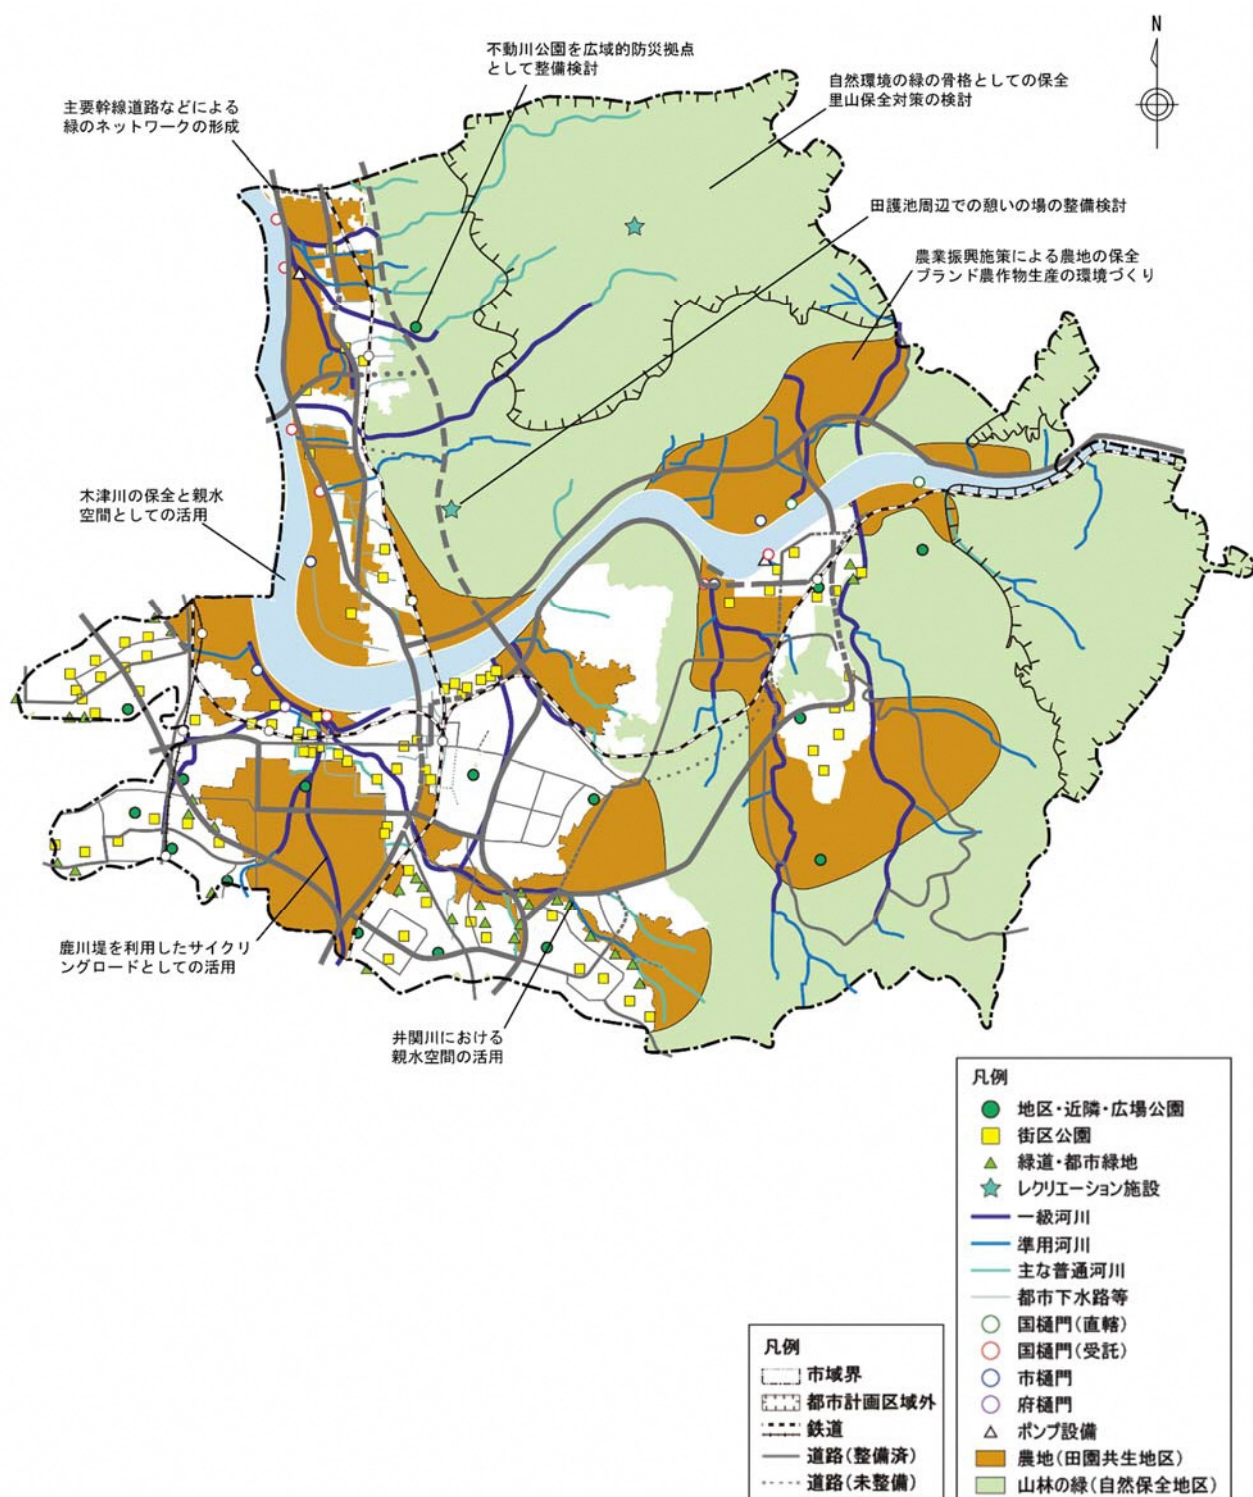 N
不動川公園を広域的防災拠点
として整備検討
自然環境の緑の骨格としての保全
里山保全対策の検討
主要幹線道路などによる
緑のネットワークの形成
田護池周辺での憩いの場の整備検討
農業振興施策による農地の保全
ブランド農作物生産の環境づくり
木津川の保全と親水
空間としての活用
鹿川堤を利用したサイクリ
ングロードとしての活用
井関川における
親水空間の活用
凡例
地区・近隣・広場公園
街区公園
緑道・都市緑地
レクリエーション施設
一級河川
準用河川
主な普通河川
都市下水路等
国樋門(直轄)
国樋門(受託)
市樋門
府樋門
ポンプ設備
農地(田園共生地区)
山林の緑(自然保全地区)
凡例
市域界
都市計画区域外
鉄道
道路(整備済)
道路(未整備)